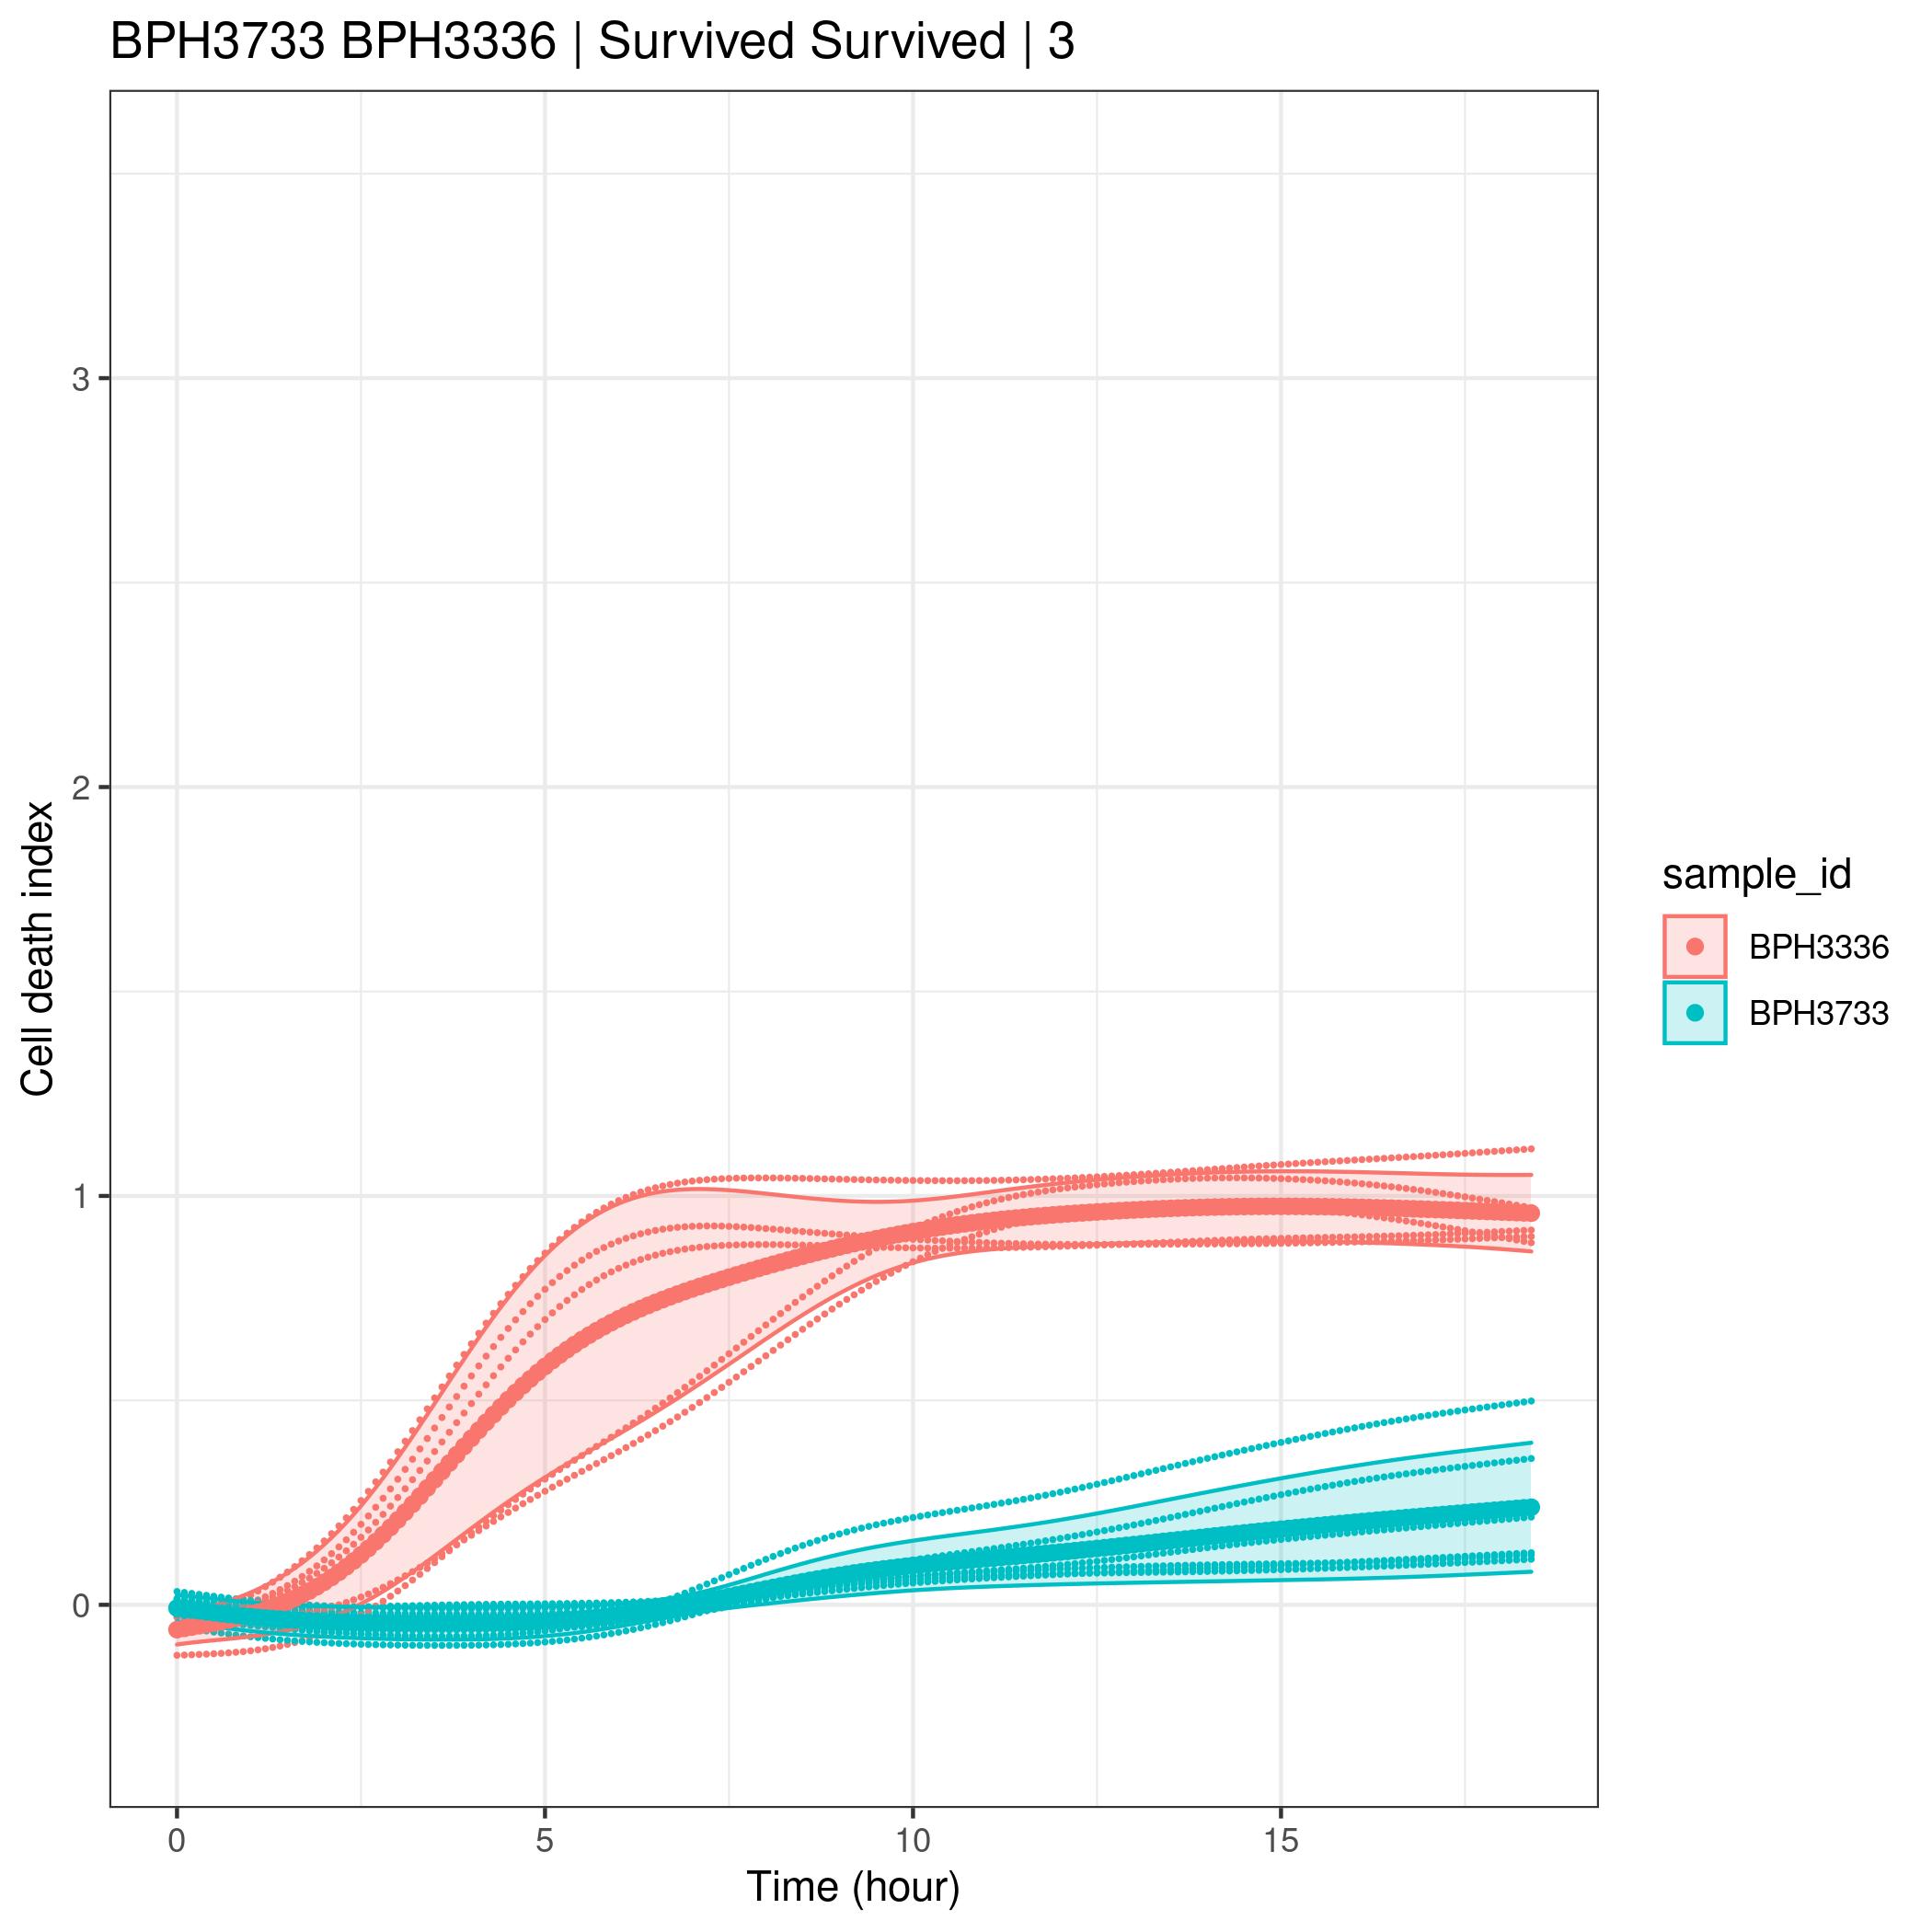 BPH3733 BPH3336 | Survived Survived | 3
Cell death index
3
2
1
0
0 5 10 15
Time (hour)
sample_id
BPH3336
BPH3733